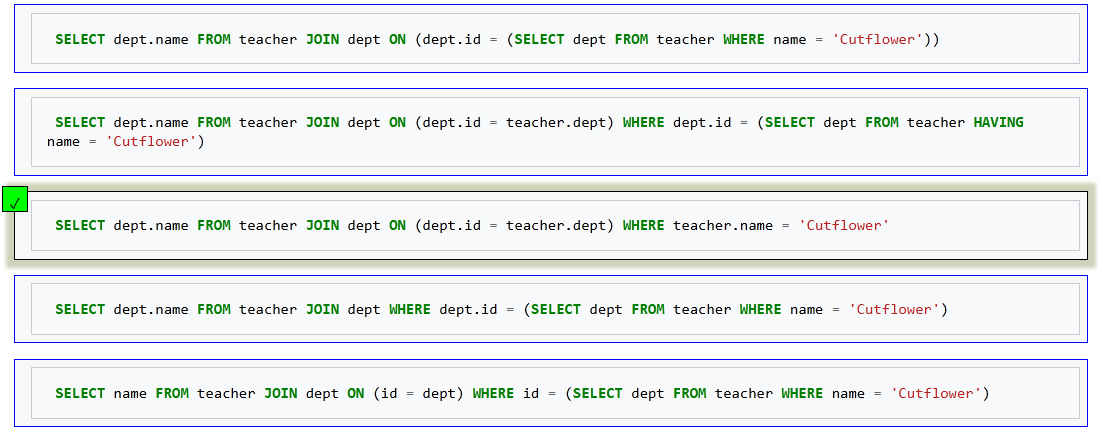 SELECT dept.name FROM teacher JOIN dept ON (dept.id = (SELECT dept FROM teacher WHERE name = 'Cutflower'))
SELECT dept.name FROM teacher JOIN dept ON (dept.id = teacher.dept) WHERE dept.id = (SELECT dept FROM teacher HAVING
name = 'Cutflower')
✓
SELECT dept.name FROM teacher JOIN dept ON (dept.id = teacher.dept) WHERE teacher.name = 'Cutflower'
SELECT dept.name FROM teacher JOIN dept WHERE dept.id = (SELECT dept FROM teacher WHERE name = 'Cutflower')
SELECT name FROM teacher JOIN dept ON (id = dept) WHERE id = (SELECT dept FROM teacher WHERE name = 'Cutflower')